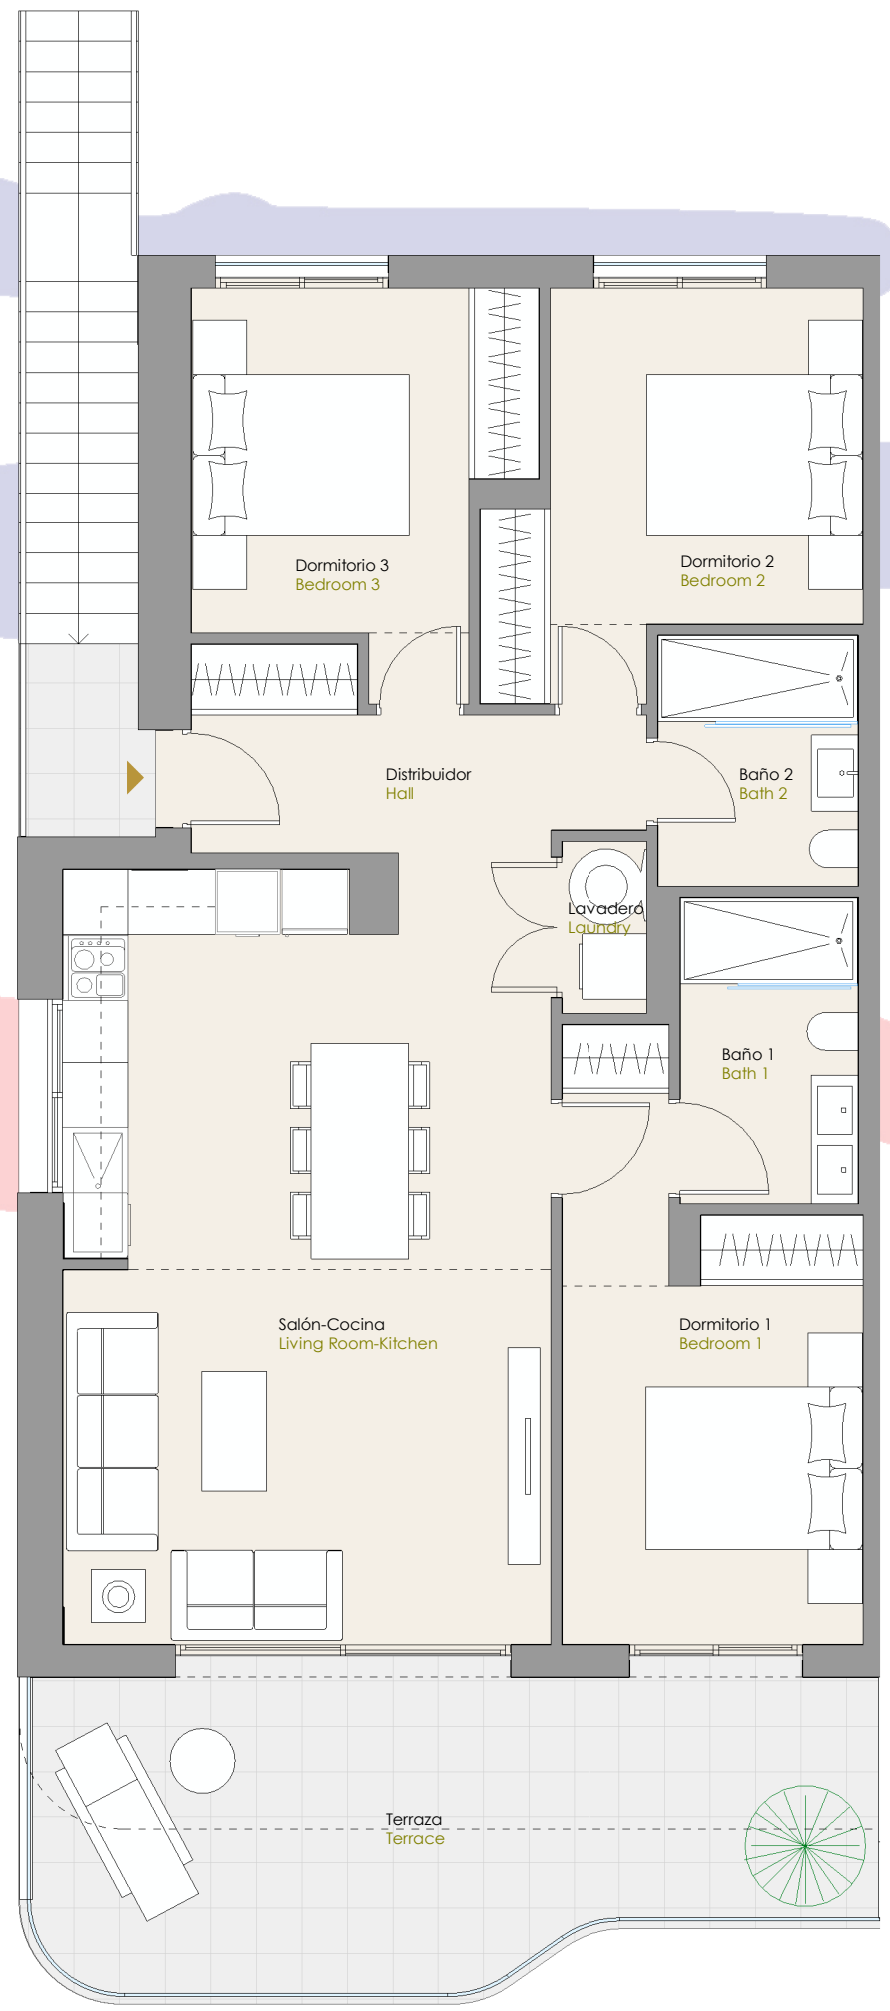 Dormitorio 3
Bedroom 3
Dormitorio 2
Bedroom 2
Distribuidor
Hall
Baño 2
Bath 2
Lavadero
Laundry
Baño 1
Bath 1
Salón-Cocina
Living Room-Kitchen
Dormitorio 1
Bedroom 1
Terraza
Terrace